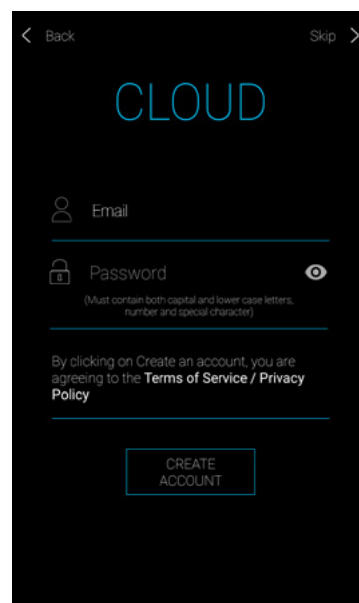 Back
Skip
CLOUD
Email
Password
(Must contain both capital and lower case letters,
number and special character)
By clicking on Create an account, you are
agreeing to the Terms of Service / Privacy
Policy
CREATE
ACCOUNT